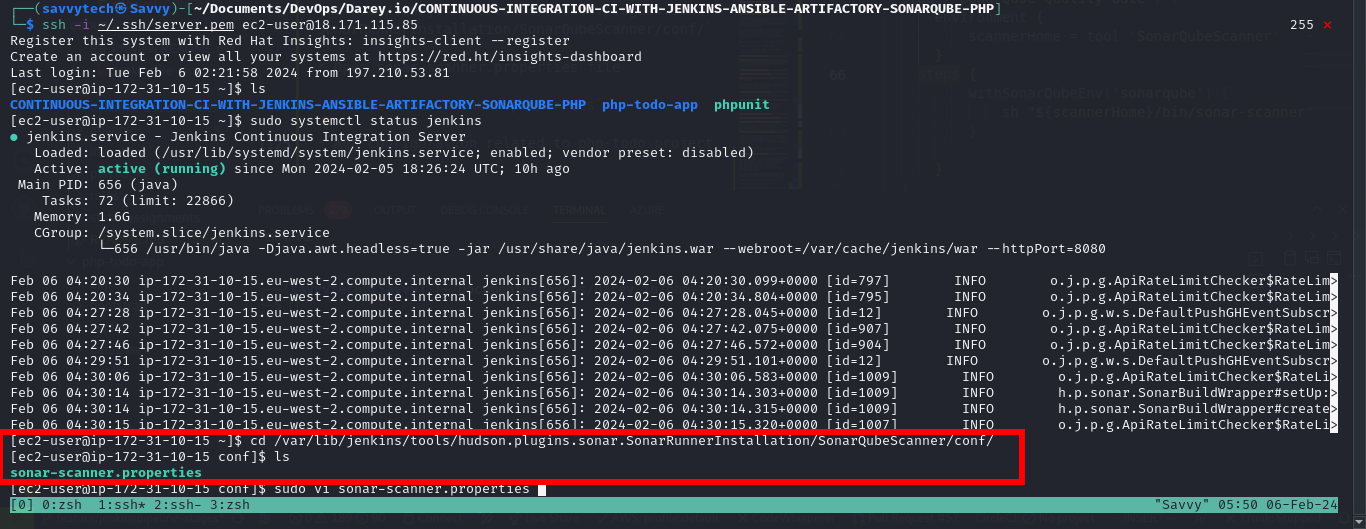 ┌──(savvytech㉿Savvy)-[~/Documents/DevOps/Darey.io/CONTINUOUS-INTEGRATION-CI-WITH-JENKINS-ANSIBLE-ARTIFACTORY-SONARQUBE-PHP]
└─$ ssh -i ~/.ssh/server.pem ec2-user@18.171.115.85 255 ⨯
Register this system with Red Hat Insights: insights-client --register
Create an account or view all your systems at https://red.ht/insights-dashboard
Last login: Tue Feb  6 02:21:58 2024 from 197.210.53.81
[ec2-user@ip-172-31-10-15 ~]$ ls
CONTINUOUS-INTEGRATION-CI-WITH-JENKINS-ANSIBLE-ARTIFACTORY-SONARQUBE-PHP  php-todo-app  phpunit
[ec2-user@ip-172-31-10-15 ~]$ sudo systemctl status jenkins
● jenkins.service - Jenkins Continuous Integration Server
   Loaded: loaded (/usr/lib/systemd/system/jenkins.service; enabled; vendor preset: disabled)
   Active: active (running) since Mon 2024-02-05 18:26:24 UTC; 10h ago
 Main PID: 656 (java)
    Tasks: 72 (limit: 22866)
   Memory: 1.6G
   CGroup: /system.slice/jenkins.service
           └─656 /usr/bin/java -Djava.awt.headless=true -jar /usr/share/java/jenkins.war --webroot=/var/cache/jenkins/war --httpPort=8080
Feb 06 04:20:30 ip-172-31-10-15.eu-west-2.compute.internal jenkins[656]: 2024-02-06 04:20:30.099+0000 [id=797]        INFO        o.j.p.g.ApiRateLimitChecker$RateLim>
Feb 06 04:20:34 ip-172-31-10-15.eu-west-2.compute.internal jenkins[656]: 2024-02-06 04:20:34.804+0000 [id=795]        INFO        o.j.p.g.ApiRateLimitChecker$RateLim>
Feb 06 04:27:28 ip-172-31-10-15.eu-west-2.compute.internal jenkins[656]: 2024-02-06 04:27:28.045+0000 [id=12]        INFO        o.j.p.g.w.s.DefaultPushGHEventSubscr>
Feb 06 04:27:42 ip-172-31-10-15.eu-west-2.compute.internal jenkins[656]: 2024-02-06 04:27:42.075+0000 [id=907]        INFO        o.j.p.g.ApiRateLimitChecker$RateLim>
Feb 06 04:27:46 ip-172-31-10-15.eu-west-2.compute.internal jenkins[656]: 2024-02-06 04:27:46.572+0000 [id=904]        INFO        o.j.p.g.ApiRateLimitChecker$RateLim>
Feb 06 04:29:51 ip-172-31-10-15.eu-west-2.compute.internal jenkins[656]: 2024-02-06 04:29:51.101+0000 [id=12]        INFO        o.j.p.g.w.s.DefaultPushGHEventSubscr>
Feb 06 04:30:06 ip-172-31-10-15.eu-west-2.compute.internal jenkins[656]: 2024-02-06 04:30:06.583+0000 [id=1009]        INFO        o.j.p.g.ApiRateLimitChecker$RateLi>
Feb 06 04:30:14 ip-172-31-10-15.eu-west-2.compute.internal jenkins[656]: 2024-02-06 04:30:14.303+0000 [id=1009]        INFO        h.p.sonar.SonarBuildWrapper#setUp:>
Feb 06 04:30:14 ip-172-31-10-15.eu-west-2.compute.internal jenkins[656]: 2024-02-06 04:30:14.315+0000 [id=1009]        INFO        h.p.sonar.SonarBuildWrapper#create>
Feb 06 04:30:15 ip-172-31-10-15.eu-west-2.compute.internal jenkins[656]: 2024-02-06 04:30:15.320+0000 [id=1007]        INFO        o.j.p.g.ApiRateLimitChecker$RateLi>
[ec2-user@ip-172-31-10-15 ~]$ cd /var/lib/jenkins/tools/hudson.plugins.sonar.SonarRunnerInstallation/SonarQubeScanner/conf/
[ec2-user@ip-172-31-10-15 conf]$ ls
sonar-scanner.properties
[ec2-user@ip-172-31-10-15 conf]$ sudo vi sonar-scanner.properties
[0] 0:zsh  1:ssh* 2:ssh- 3:zsh "Savvy" 05:50 06-Feb-24